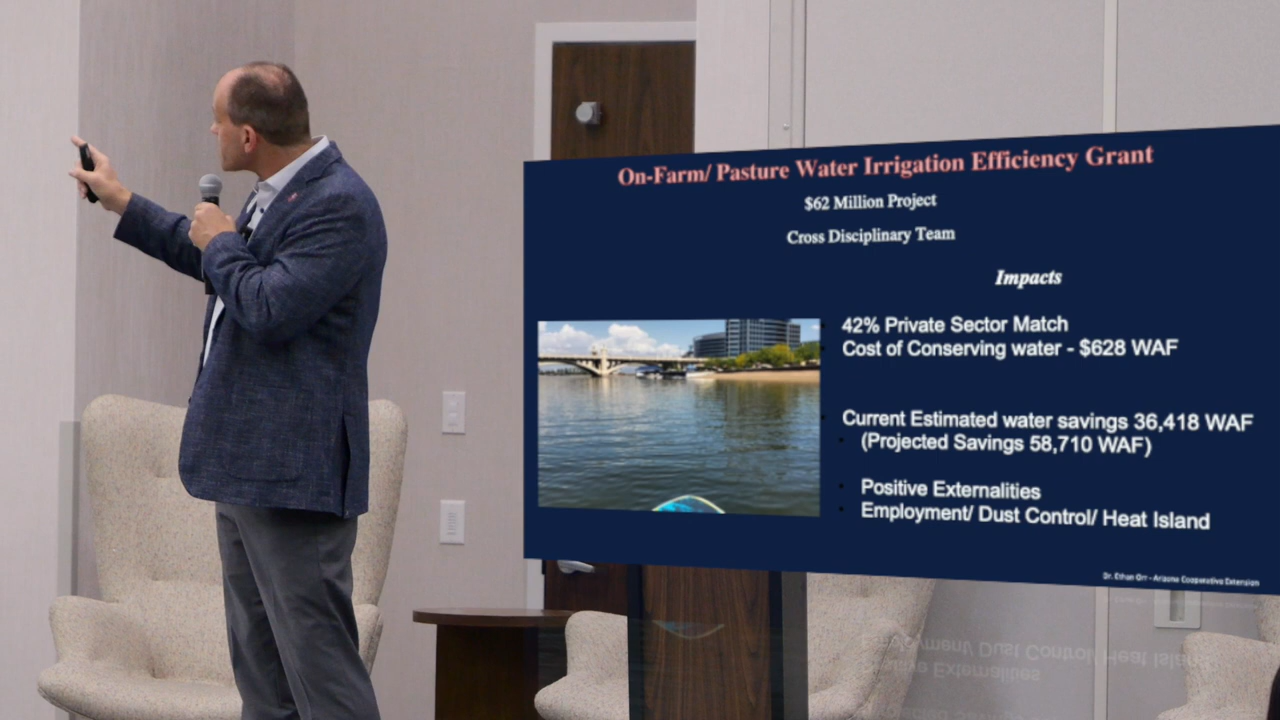 On-Farm/ Pasture Water Irrigation Efficiency Grant
$62 Million Project
Cross Disciplinary Team
Impacts
42% Private Sector Match
Cost of Conserving water - $628 WAF
Current Estimated water savings 36,418 WAF
(Projected Savings 58,710 WAF)
Positive Externalities
Employment/ Dust Control/ Heat Island
Dr. Ethan Orr - Arizona Cooperative Extension